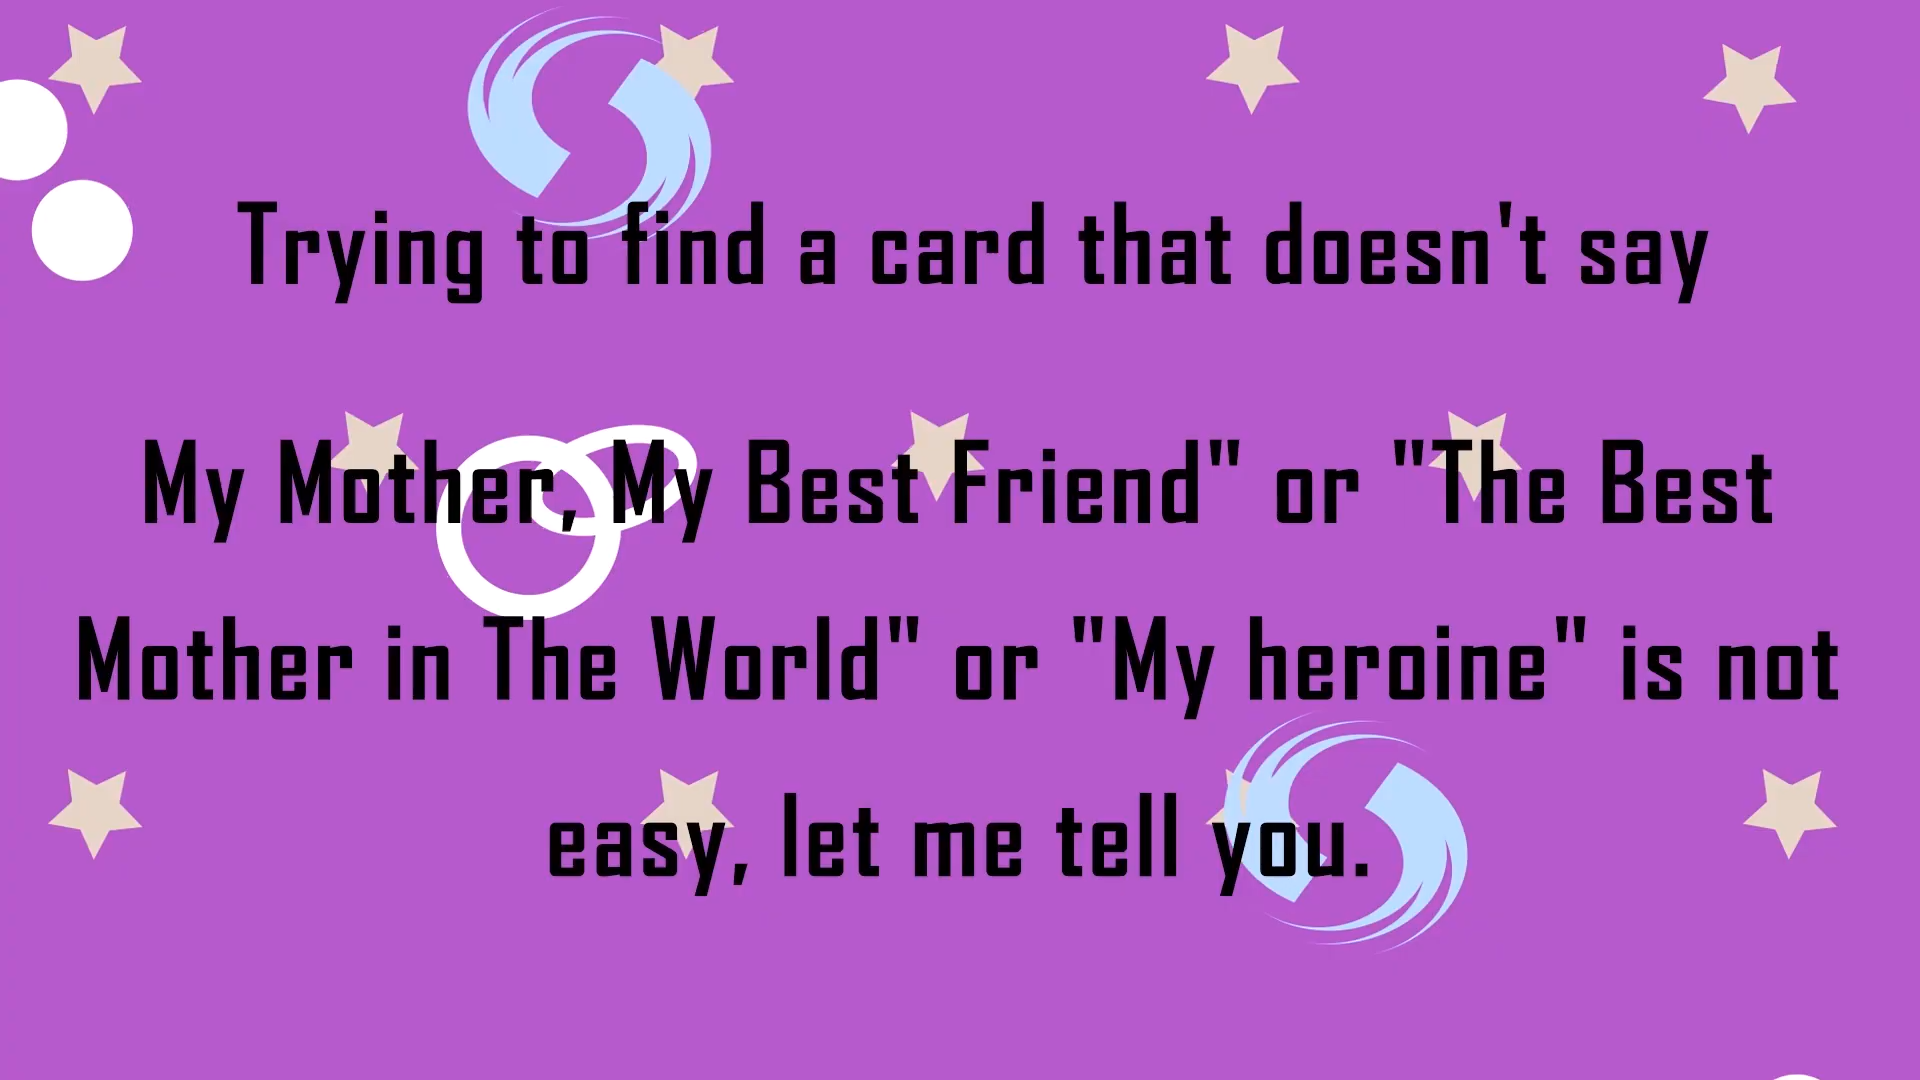 Trying to find a card that doesn't say
My Mother, My Best Friend" or "The Best
Mother in The World" or "My heroine" is not
easy, let me tell you.